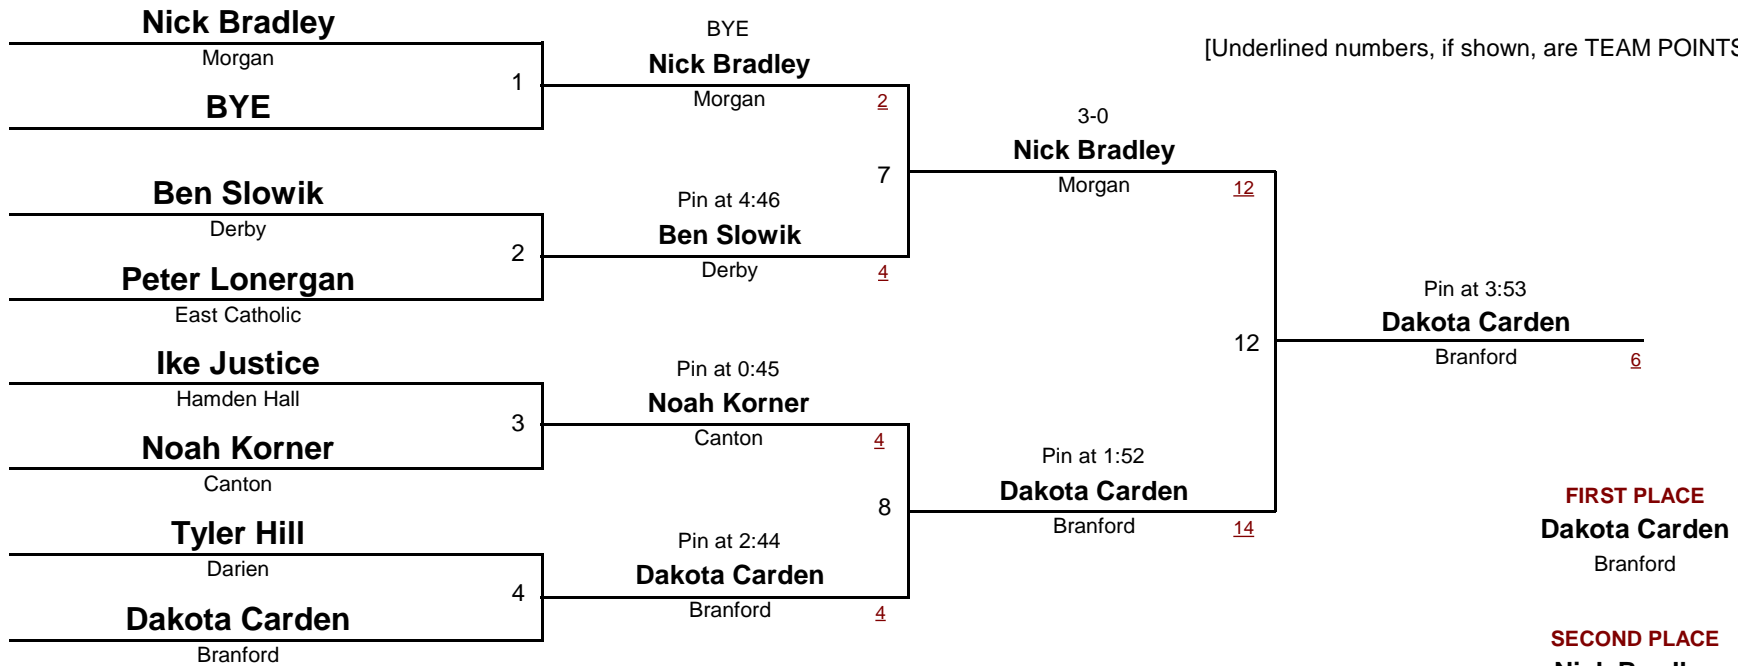 Nick Bradley
Morgan
1
BYE
Ben Slowik
Derby
2
Peter Lonergan
East Catholic
Ike Justice
Hamden Hall
3
Noah Korner
Canton
Tyler Hill
Darien
4
Dakota Carden
Branford
BYE
Nick Bradley
Morgan 2
7
Pin at 4:46
Ben Slowik
Derby 4
Pin at 0:45
Noah Korner
Canton 4
8
Pin at 2:44
Dakota Carden
Branford 4
3-0
Nick Bradley
Morgan 12
12
Pin at 1:52
Dakota Carden
Branford 14
[Underlined numbers, if shown, are TEAM POINTS
Pin at 3:53
Dakota Carden
Branford 6
FIRST PLACE
Dakota Carden
Branford
SECOND PLACE
Nick Bradley